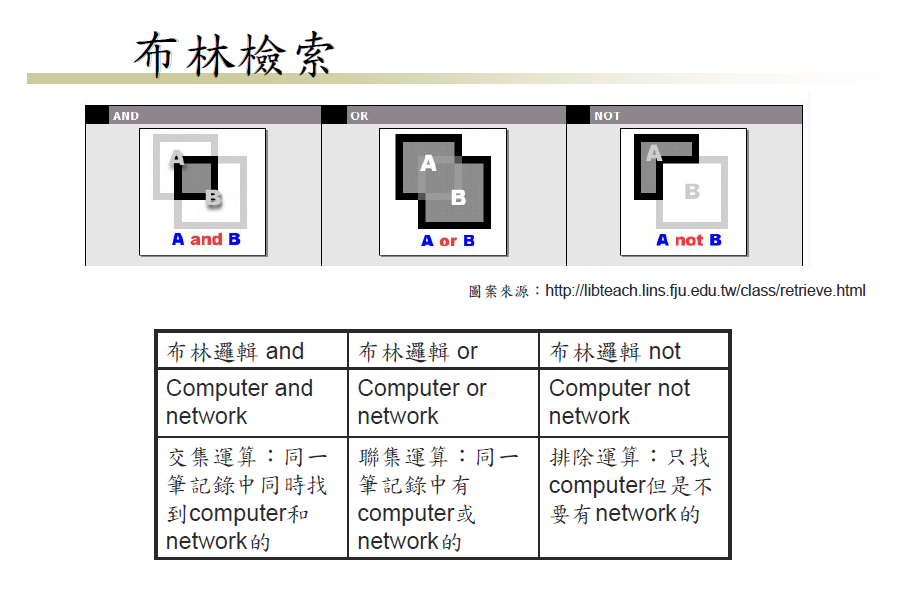 布林檢索
AND
OR
NOT
A
B
A and B
A
B
A or B
A
B
A not B
圖案來源：http://libteach.lins.fju.edu.tw/class/retrieve.html
布林邏輯 and
布林邏輯 or
布林邏輯 not
Computer and
network
Computer or
network
Computer not
network
交集運算：同一
筆記錄中同時找
到computer和
network的
聯集運算：同一
筆記錄中有
computer或
network的
排除運算：只找
computer但是不
要有network的